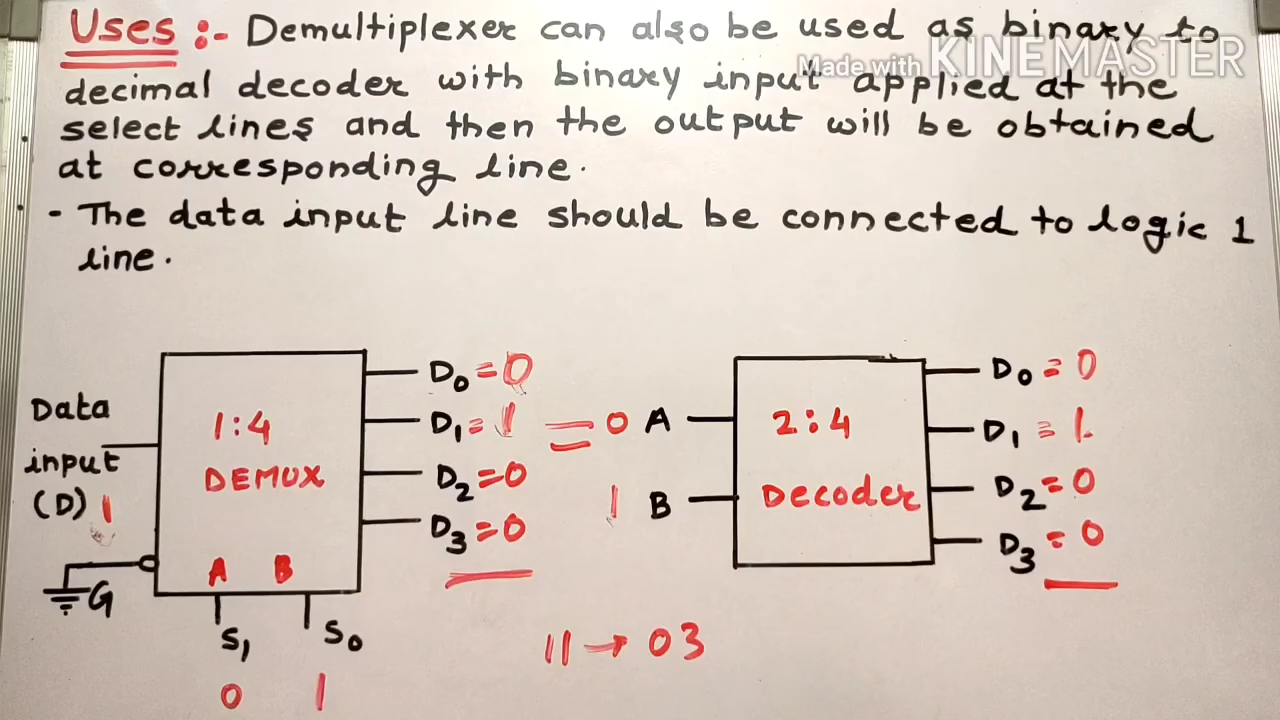 Uses :- Demultiplexer can also be used as binary to
Made with KINEMASTER
decimal decoder with binary input applied at the
select lines and then the output will be obtained
at corresponding line.
- The data input line should be connected to logic 1
line.
Data
input
(D) 1
G
1:4
DEMUX
A B
S1 S0
0 1
D0 = 0
D1 = 1
D2 = 0
D3 = 0
=
0 A
1 B
2:4
Decoder
D0 = 0
D1 = 1
D2 = 0
D3 = 0
11 → 03